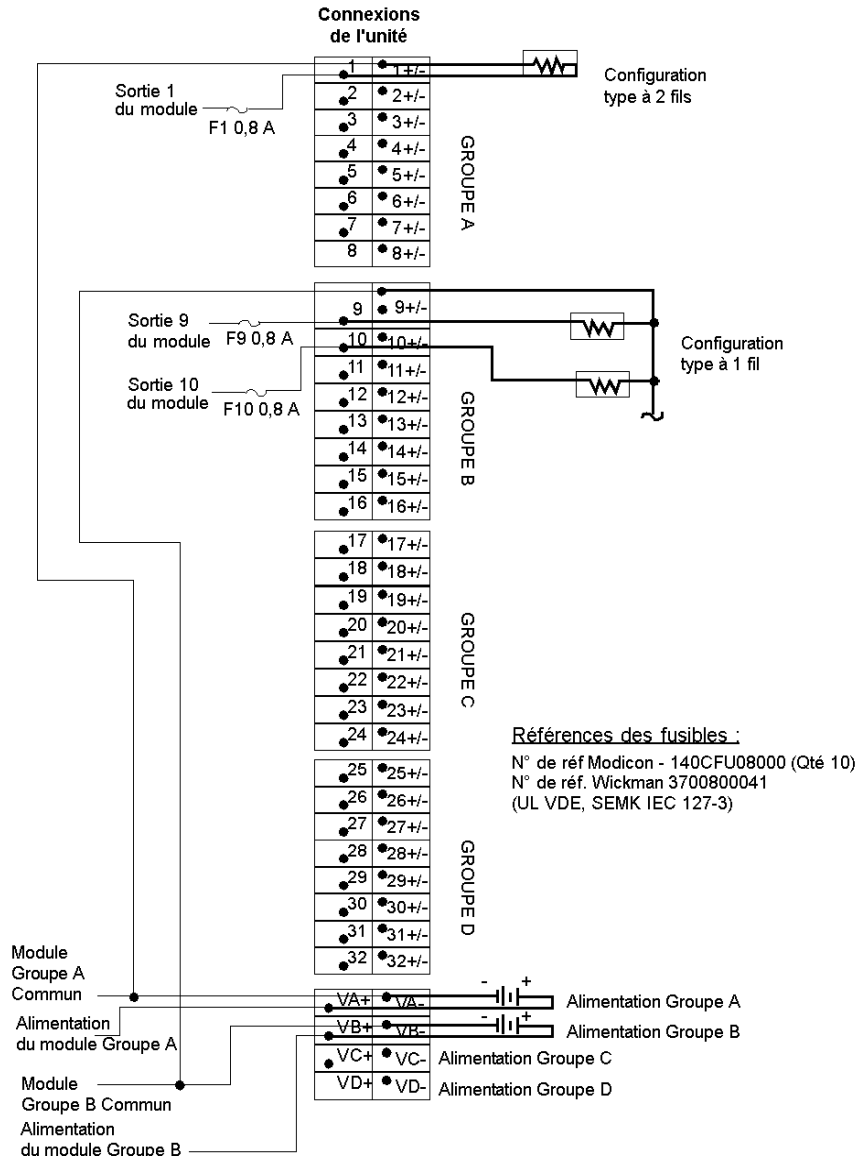 Connexions
de l'unité
1 1+/-
Configuration
type à 2 fils
Sortie 1
du module
F1 0,8 A
2 2+/-
3 3+/-
4 4+/-
5 5+/-
6 6+/-
7 7+/-
8 8+/-
GROUPE A
9 9+/-
Sortie 9
du module
F9 0,8 A
10 10+/-
Configuration
type à 1 fil
Sortie 10
du module
F10 0,8 A
11 11+/-
12 12+/-
13 13+/-
14 14+/-
15 15+/-
16 16+/-
GROUPE B
17 17+/-
18 18+/-
19 19+/-
20 20+/-
21 21+/-
22 22+/-
23 23+/-
24 24+/-
GROUPE C
Références des fusibles :
N° de réf Modicon - 140CFU08000 (Qté 10)
N° de réf. Wickman 3700800041
(UL VDE, SEMK IEC 127-3)
25 25+/-
26 26+/-
27 27+/-
28 28+/-
29 29+/-
30 30+/-
31 31+/-
32 32+/-
GROUPE D
Module
Groupe A
Commun
VA+ VA- - + Alimentation Groupe A
Alimentation
du module Groupe A
VB+ VB- - + Alimentation Groupe B
VC+ VC- Alimentation Groupe C
Module
Groupe B Commun
VD+ VD- Alimentation Groupe D
Alimentation
du module Groupe B